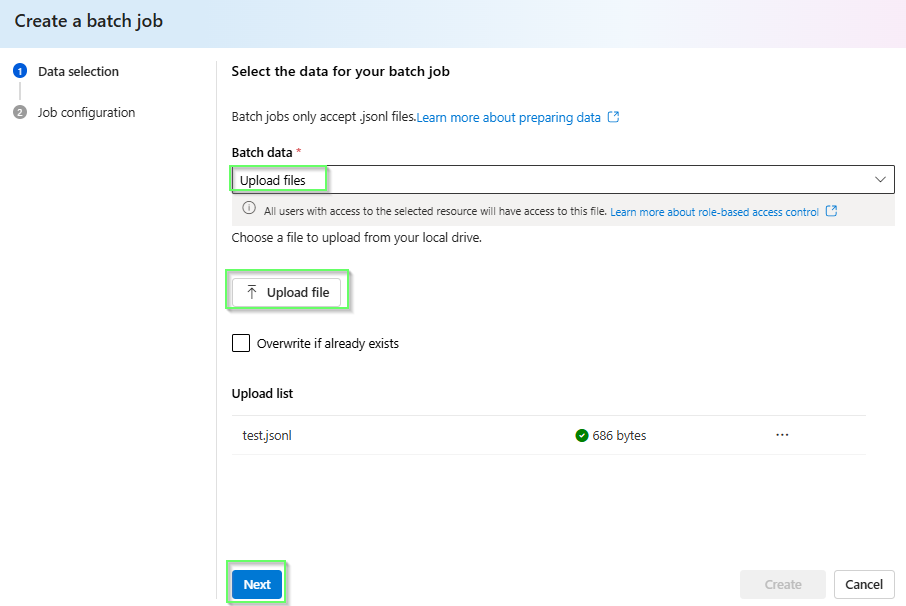 Create a batch job
1 Data selection
2 Job configuration
Select the data for your batch job
Batch jobs only accept .jsonl files.Learn more about preparing data
Batch data *
Upload files
All users with access to the selected resource will have access to this file. Learn more about role-based access control
Choose a file to upload from your local drive.
Upload file
Overwrite if already exists
Upload list
test.jsonl 686 bytes ...
Next Create Cancel